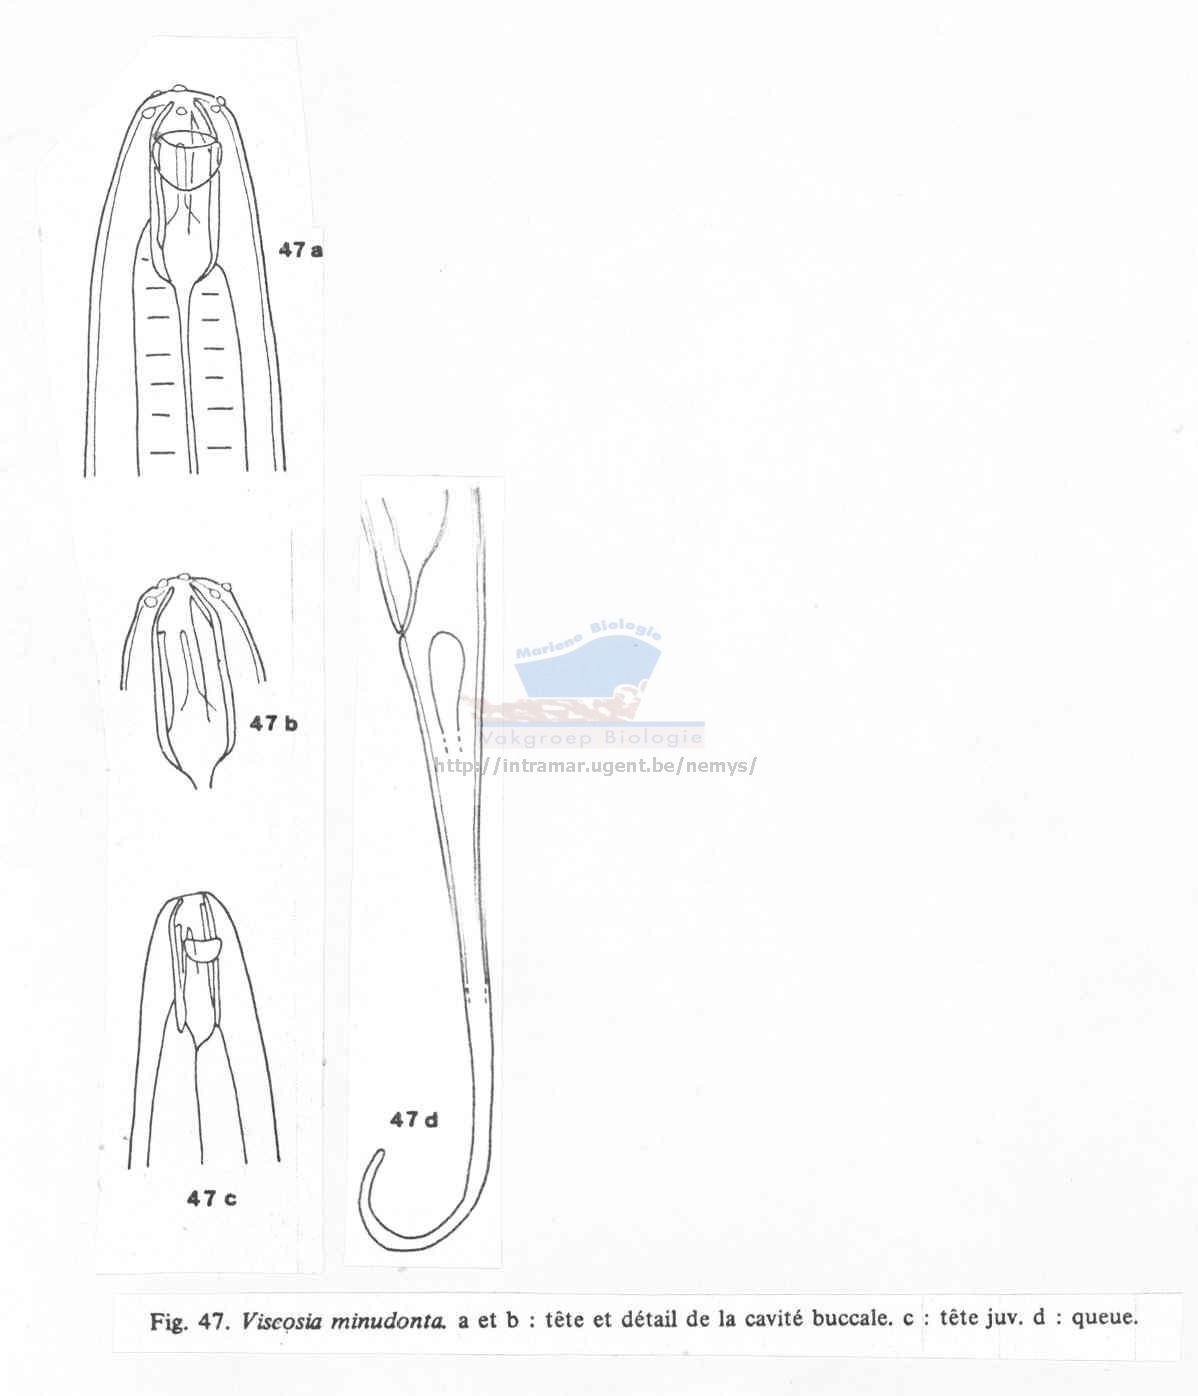 47 a
47 b
Mariene Biologie
Vakgroep Biologie
http://intramar.ugent.be/nemys/
47 d
47 c
Fig. 47. Viscosia minudonta. a et b : tête et détail de la cavité buccale. c : tête juv. d : queue.